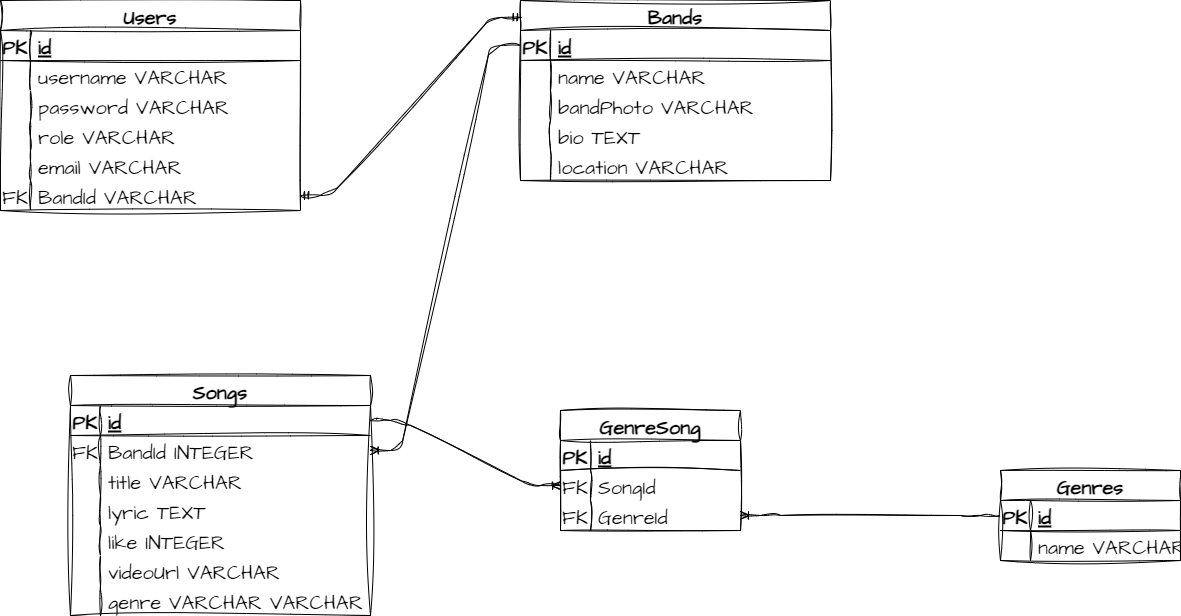 Users
PK id
username VARCHAR
password VARCHAR
role VARCHAR
email VARCHAR
FK BandId VARCHAR
Bands
PK id
name VARCHAR
bandPhoto VARCHAR
bio TEXT
location VARCHAR
Songs
PK id
FK BandId INTEGER
title VARCHAR
lyric TEXT
like INTEGER
videoUrl VARCHAR
genre VARCHAR VARCHAR
GenreSong
PK id
FK SongId
FK GenreId
Genres
PK id
name VARCHAR